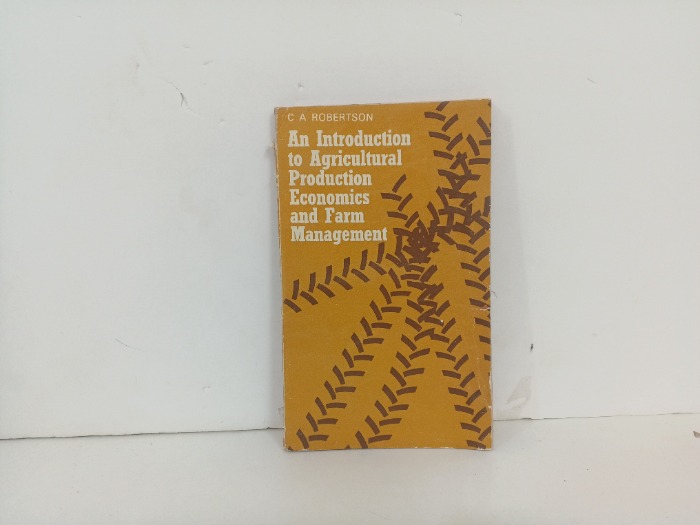 C A ROBERTSON
An Introduction
to Agricultural
Production
Economics
and Farm
Management